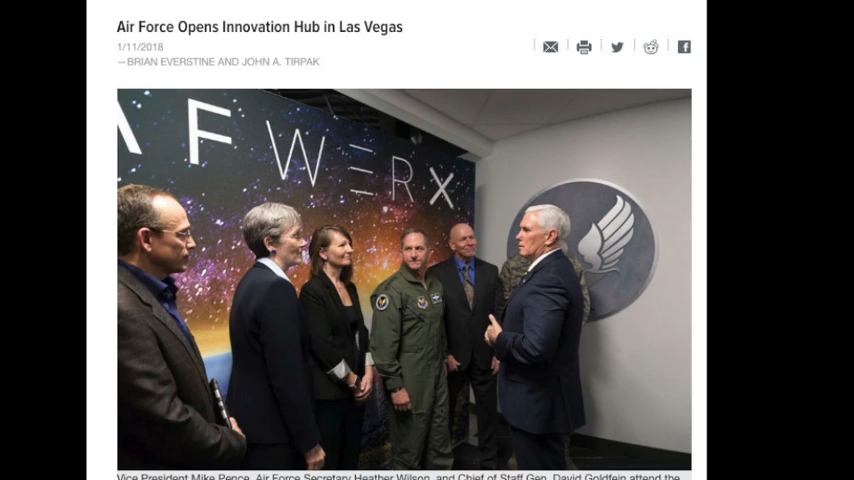 Air Force Opens Innovation Hub in Las Vegas
1/11/2018
—BRIAN EVERSTINE AND JOHN A. TIRPAK
AFWERX
Vice President Mike Pence, Air Force Secretary Heather Wilson, and Chief of Staff Gen. David Goldfein attend the